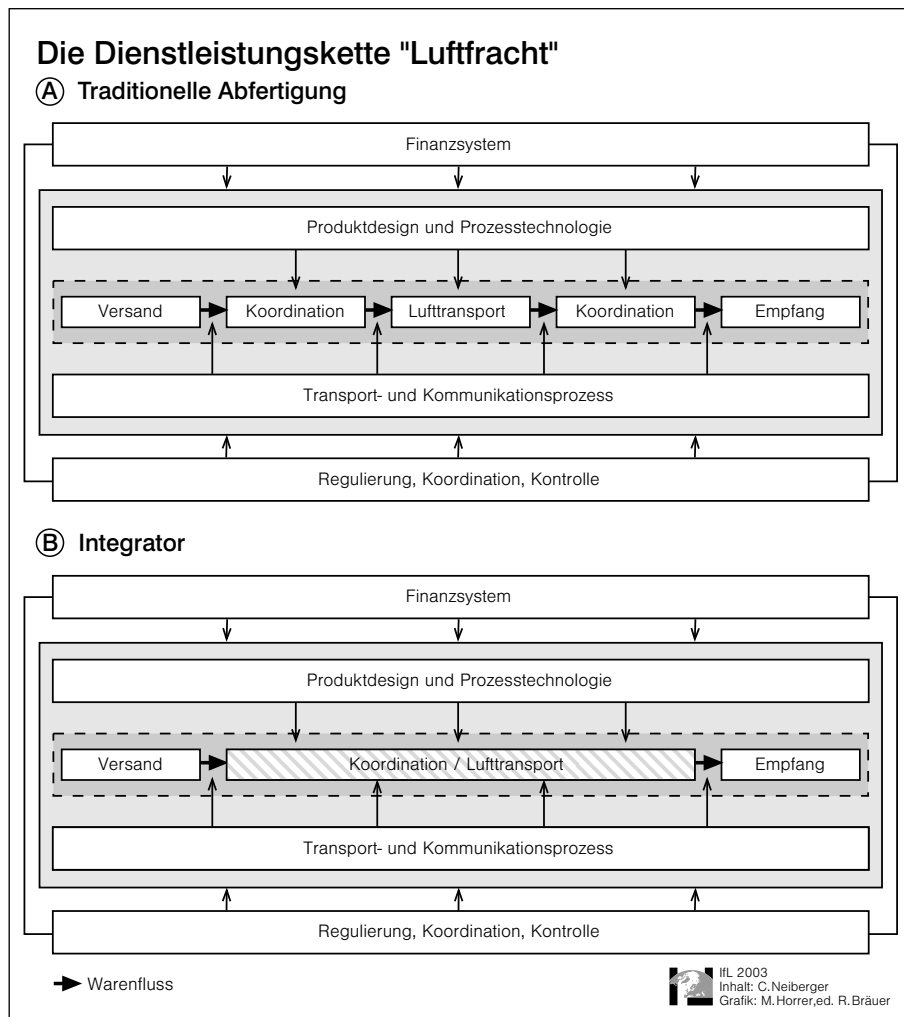 Die Dienstleistungskette "Luftfracht"
A Traditionelle Abfertigung
Finanzsystem
Produktdesign und Prozesstechnologie
Versand Koordination Lufttransport Koordination Empfang
Transport- und Kommunikationsprozess
Regulierung, Koordination, Kontrolle
B Integrator
Finanzsystem
Produktdesign und Prozesstechnologie
Versand Koordination / Lufttransport Empfang
Transport- und Kommunikationsprozess
Regulierung, Koordination, Kontrolle
Warenfluss
IfL 2003
Inhalt: C.Neiberger
Grafik: M.Horrer,ed. R.Bräuer